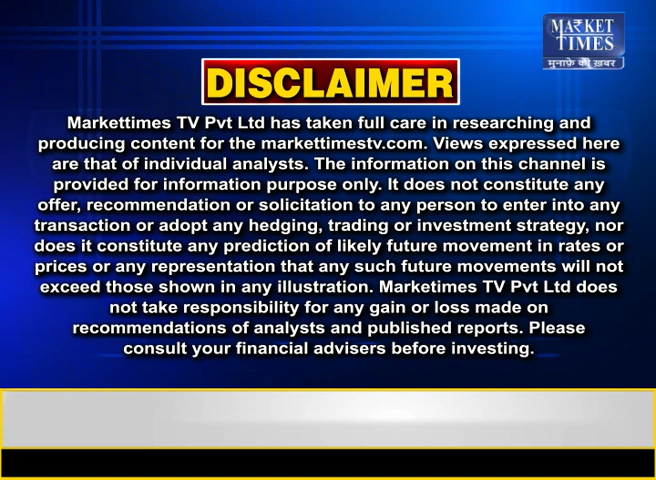 MARKET
TIMES
मुनाफ़े की ख़बर
DISCLAIMER
Markettimes TV Pvt Ltd has taken full care in researching and
producing content for the markettimestv.com. Views expressed here
are that of individual analysts. The information on this channel is
provided for information purpose only. It does not constitute any
offer, recommendation or solicitation to any person to enter into any
transaction or adopt any hedging, trading or investment strategy, nor
does it constitute any prediction of likely future movement in rates or
prices or any representation that any such future movements will not
exceed those shown in any illustration. Marketimes TV Pvt Ltd does
not take responsibility for any gain or loss made on
recommendations of analysts and published reports. Please
consult your financial advisers before investing.